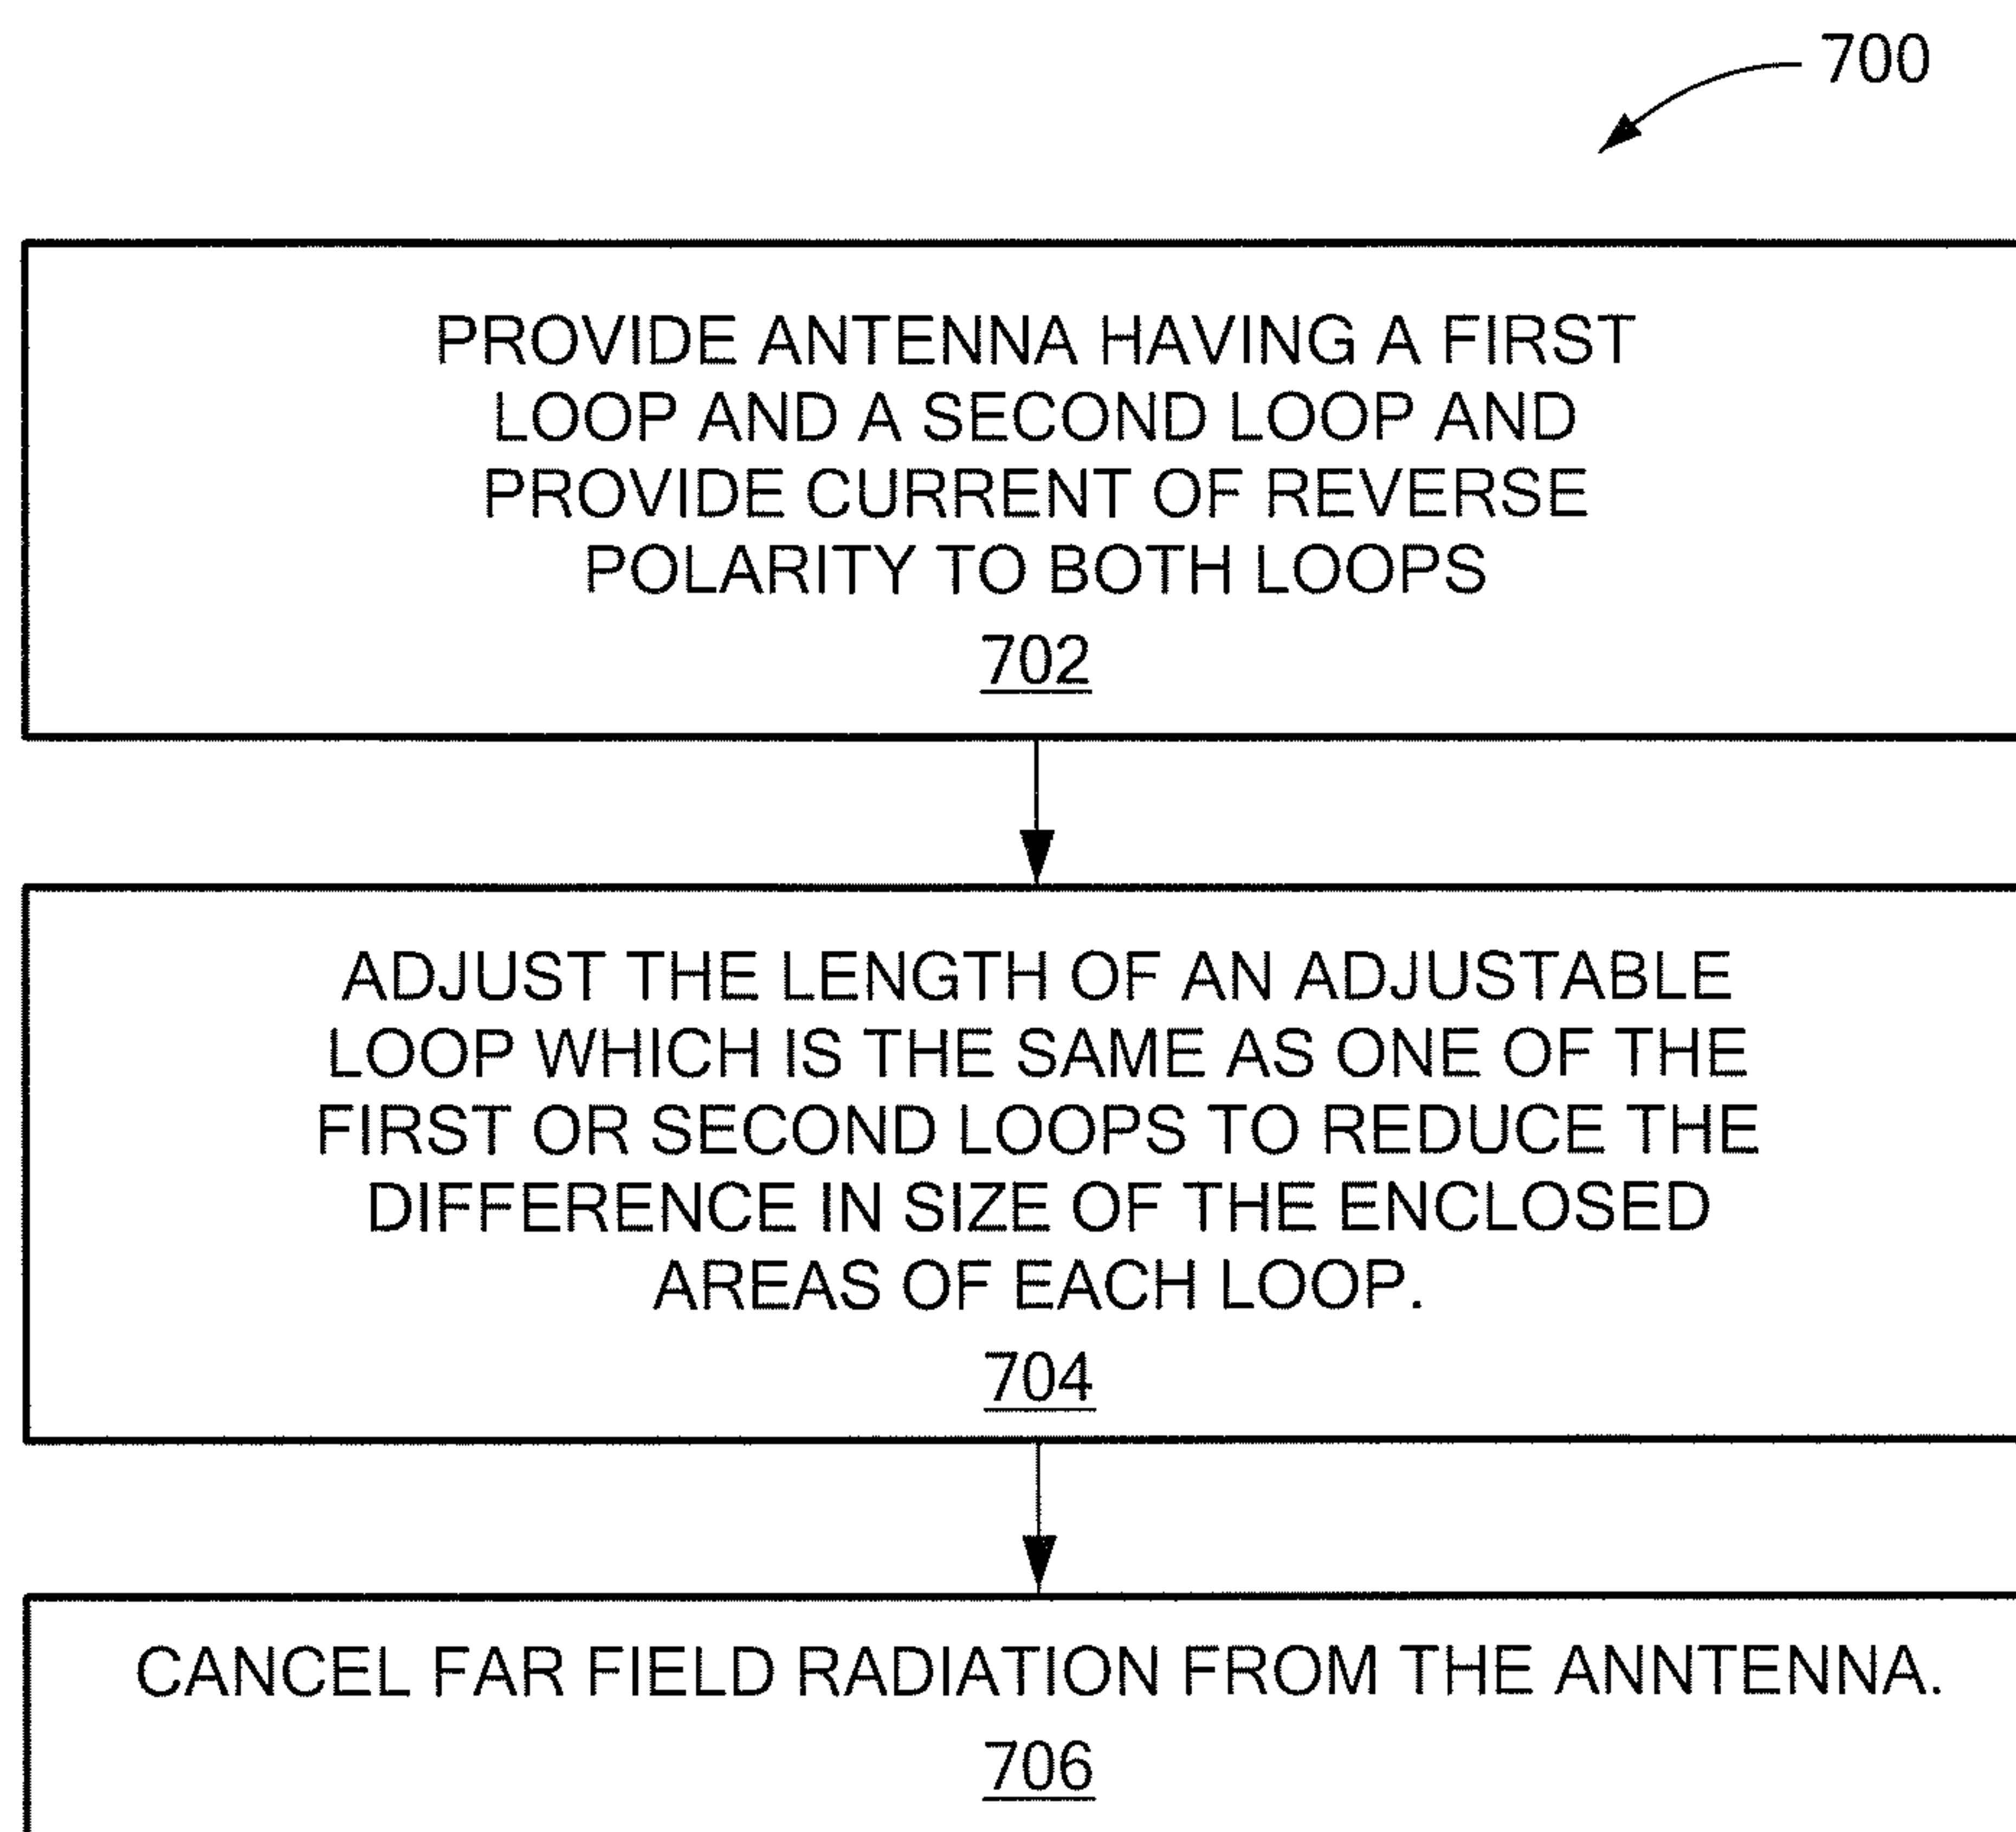 700
PROVIDE ANTENNA HAVING A FIRST
LOOP AND A SECOND LOOP AND
PROVIDE CURRENT OF REVERSE
POLARITY TO BOTH LOOPS
702
ADJUST THE LENGTH OF AN ADJUSTABLE
LOOP WHICH IS THE SAME AS ONE OF THE
FIRST OR SECOND LOOPS TO REDUCE THE
DIFFERENCE IN SIZE OF THE ENCLOSED
AREAS OF EACH LOOP.
704
CANCEL FAR FIELD RADIATION FROM THE ANNTENNA.
706